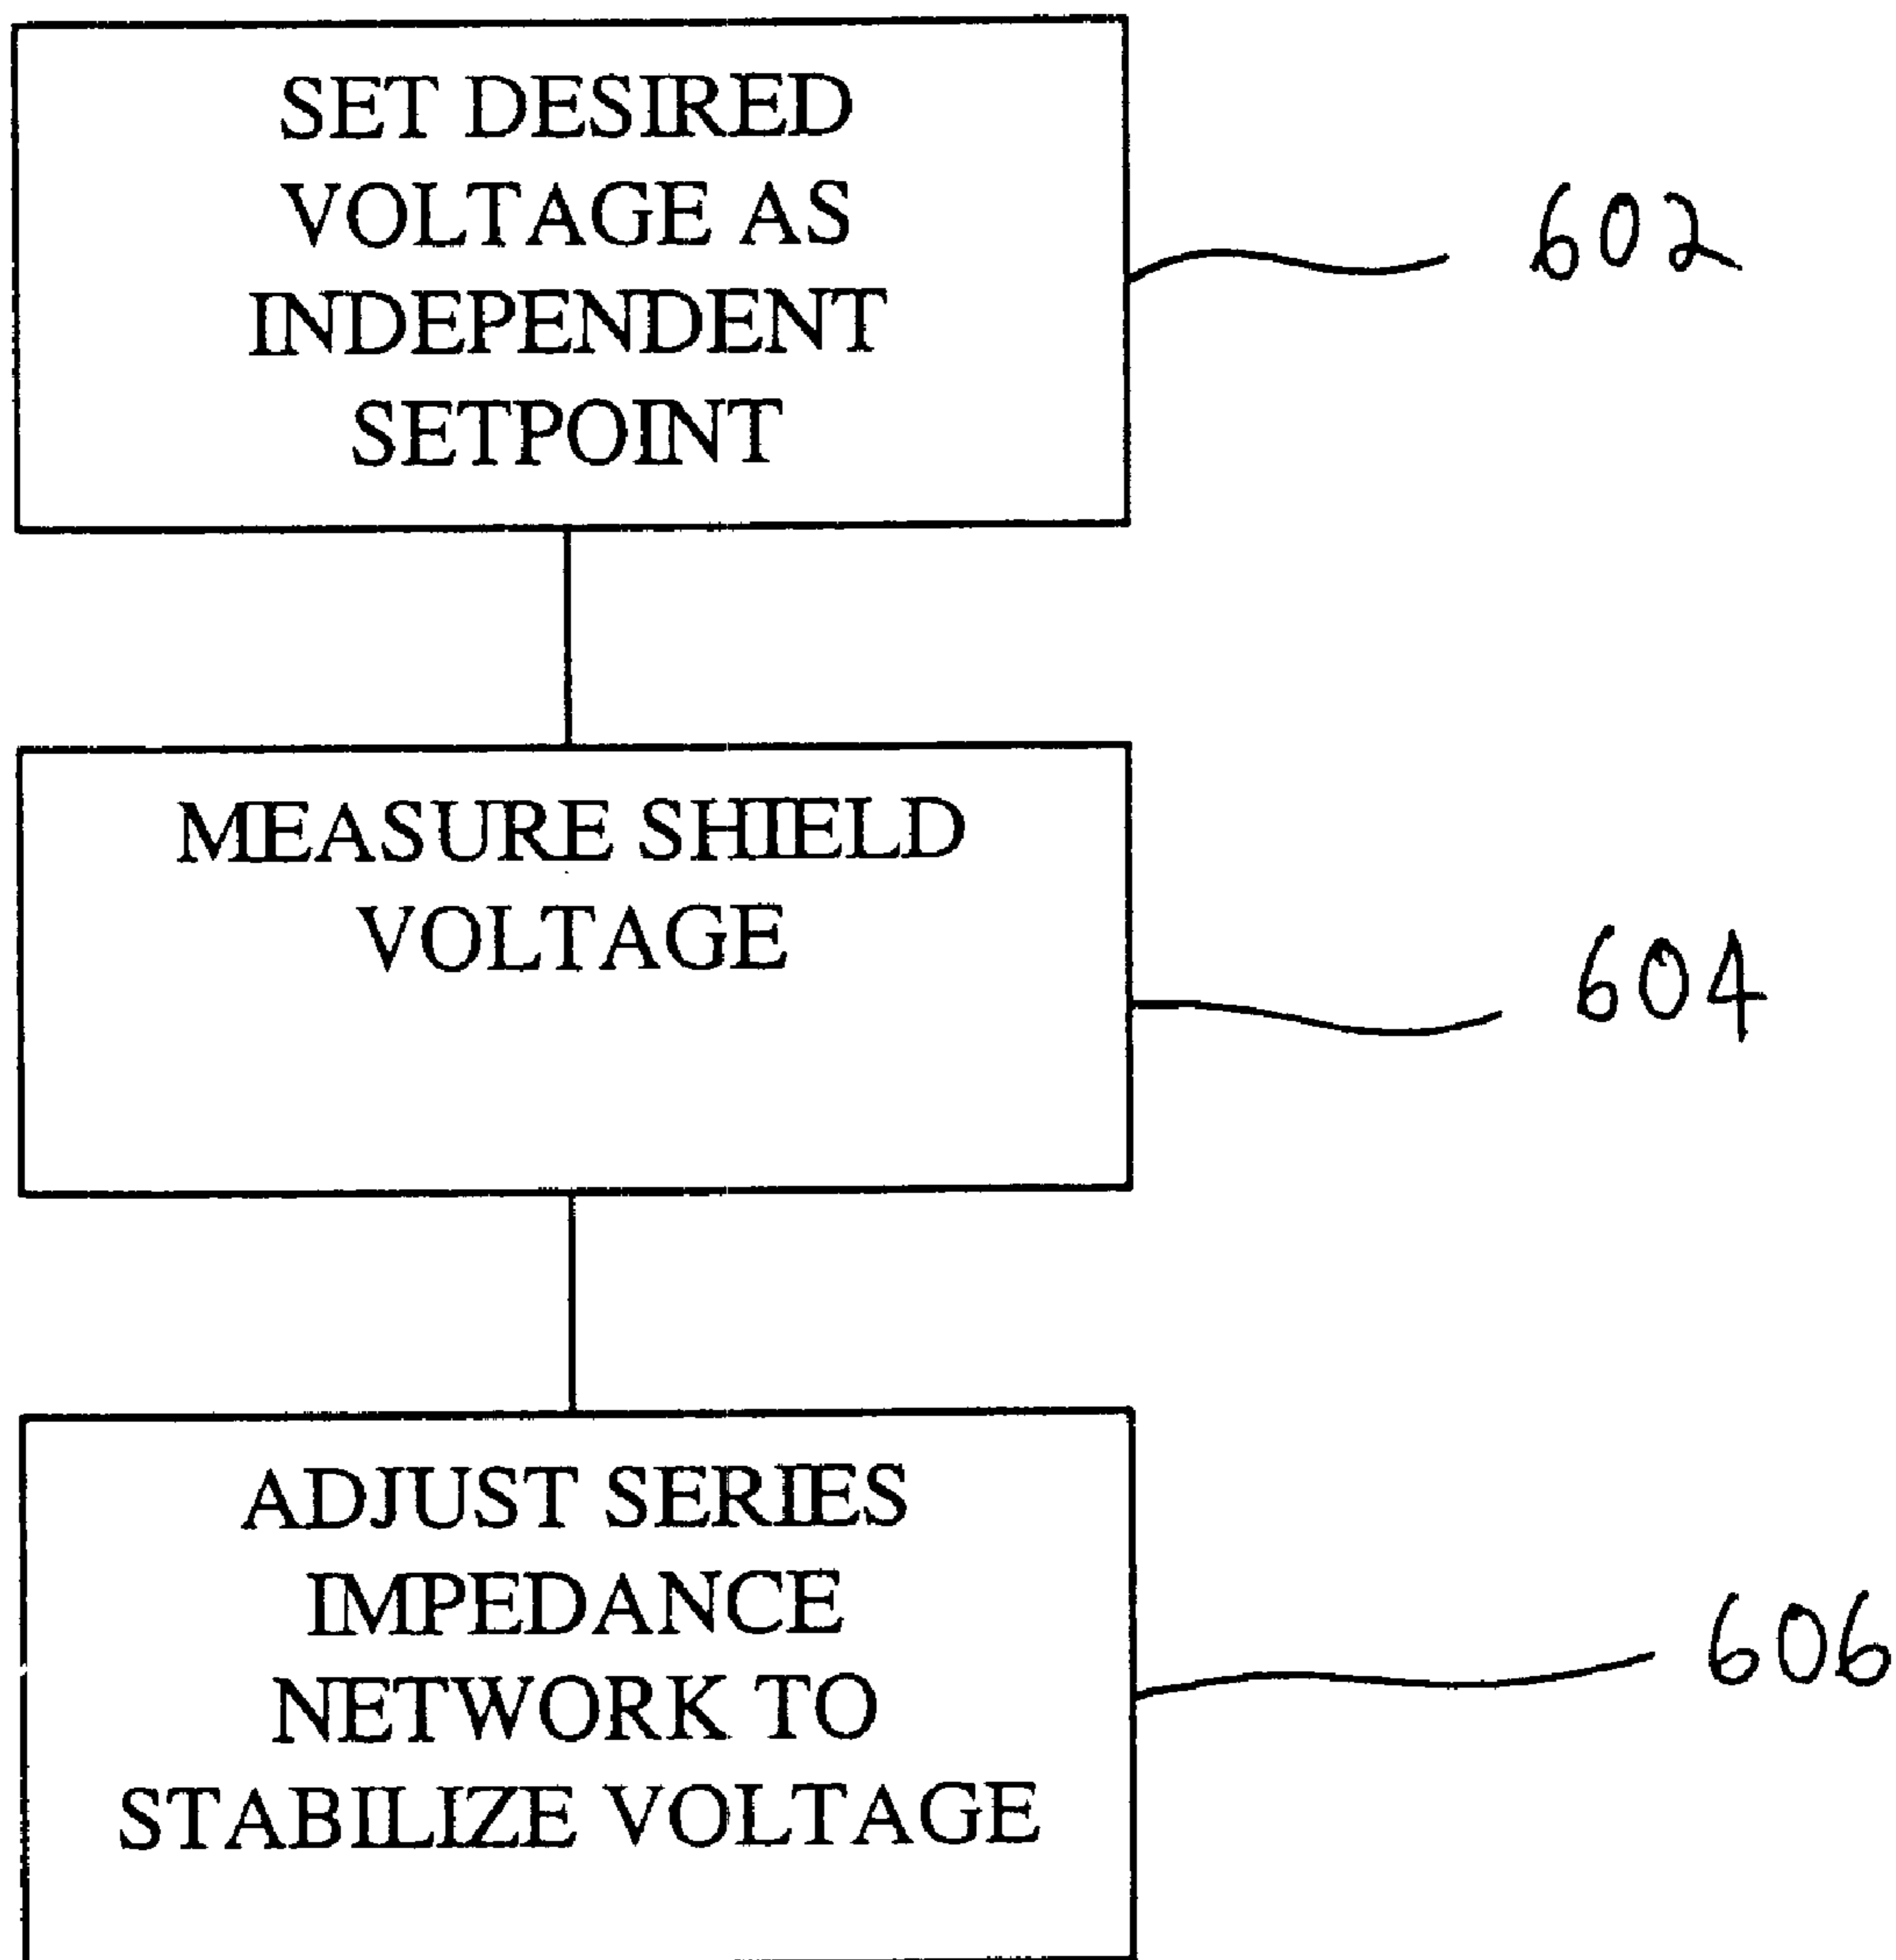 SET DESIRED
VOLTAGE AS
INDEPENDENT
SETPOINT
602
MEASURE SHIELD
VOLTAGE
604
ADJUST SERIES
IMPEDANCE
NETWORK TO
STABILIZE VOLTAGE
606